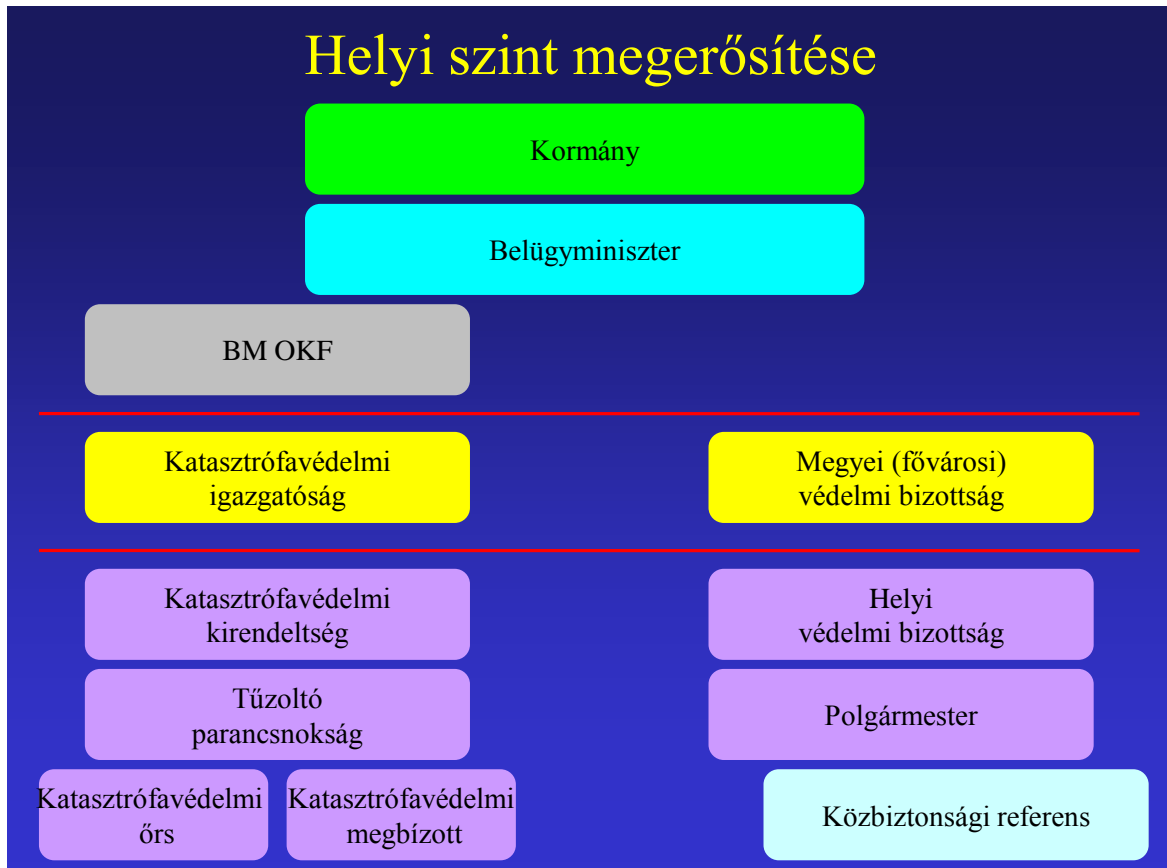 Helyi szint megerősítése
Kormány
Belügyminiszter
BM OKF
Katasztrófavédelmi
igazgatóság
Megyei (fővárosi)
védelmi bizottság
Katasztrófavédelmi
kirendeltség
Helyi
védelmi bizottság
Tűzoltó
parancsnokság
Polgármester
Katasztrófavédelmi
őrs
Katasztrófavédelmi
megbízott
Közbiztonsági referens